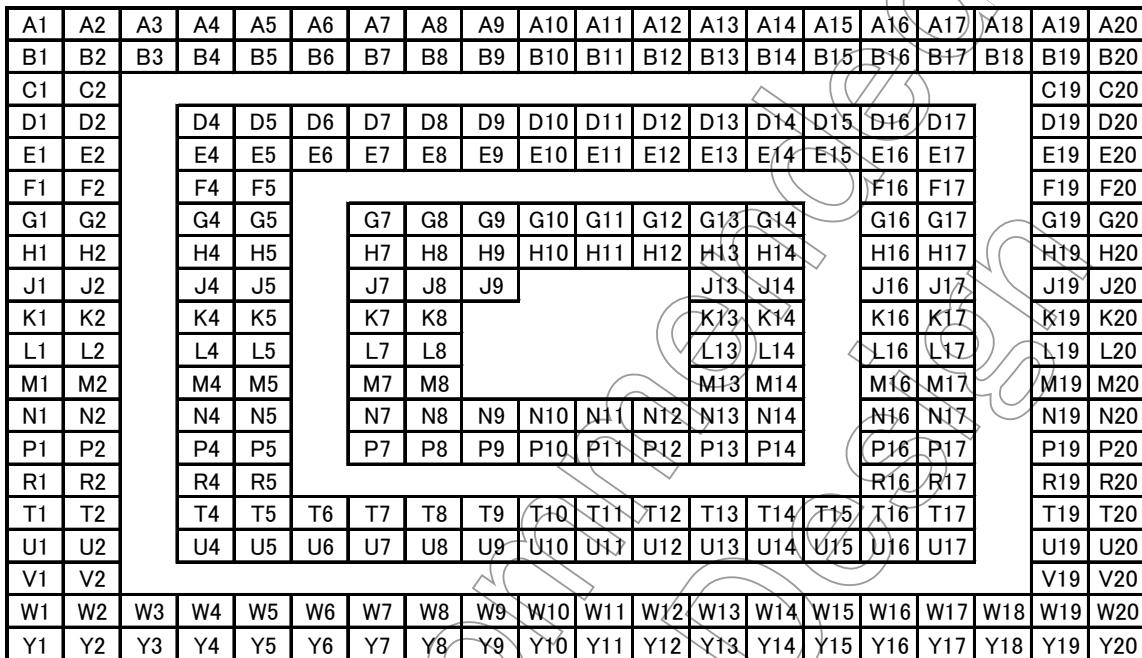 A1 A2 A3 A4 A5 A6 A7 A8 A9 A10 A11 A12 A13 A14 A15 A16 A17 A18 A19 A20
B1 B2 B3 B4 B5 B6 B7 B8 B9 B10 B11 B12 B13 B14 B15 B16 B17 B18 B19 B20
C1 C2 C19 C20
D1 D2 D4 D5 D6 D7 D8 D9 D10 D11 D12 D13 D14 D15 D16 D17 D19 D20
E1 E2 E4 E5 E6 E7 E8 E9 E10 E11 E12 E13 E14 E15 E16 E17 E19 E20
F1 F2 F4 F5 F16 F17 F19 F20
G1 G2 G4 G5 G7 G8 G9 G10 G11 G12 G13 G14 G16 G17 G19 G20
H1 H2 H4 H5 H7 H8 H9 H10 H11 H12 H13 H14 H16 H17 H19 H20
J1 J2 J4 J5 J7 J8 J9 J13 J14 J16 J17 J19 J20
K1 K2 K4 K5 K7 K8 K13 K14 K16 K17 K19 K20
L1 L2 L4 L5 L7 L8 L13 L14 L16 L17 L19 L20
M1 M2 M4 M5 M7 M8 M13 M14 M16 M17 M19 M20
N1 N2 N4 N5 N7 N8 N9 N10 N11 N12 N13 N14 N16 N17 N19 N20
P1 P2 P4 P5 P7 P8 P9 P10 P11 P12 P13 P14 P16 P17 P19 P20
R1 R2 R4 R5 R16 R17 R19 R20
T1 T2 T4 T5 T6 T7 T8 T9 T10 T11 T12 T13 T14 T15 T16 T17 T19 T20
U1 U2 U4 U5 U6 U7 U8 U9 U10 U11 U12 U13 U14 U15 U16 U17 U19 U20
V1 V2 V19 V20
W1 W2 W3 W4 W5 W6 W7 W8 W9 W10 W11 W12 W13 W14 W15 W16 W17 W18 W19 W20
Y1 Y2 Y3 Y4 Y5 Y6 Y7 Y8 Y9 Y10 Y11 Y12 Y13 Y14 Y15 Y16 Y17 Y18 Y19 Y20
Design